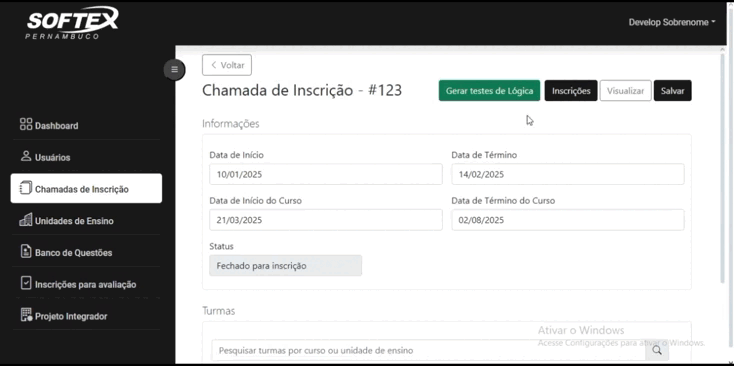 SOFTEX
PERNAMBUCO
Develop Sobrenome
Voltar
Chamada de Inscrição - #123
Gerar testes de Lógica
Inscrições
Visualizar
Salvar
Dashboard
Usuários
Chamadas de Inscrição
Unidades de Ensino
Banco de Questões
Inscrições para avaliação
Projeto Integrador
Informações
Data de Início
Data de Término
10/01/2025
14/02/2025
Data de Início do Curso
Data de Término do Curso
21/03/2025
02/08/2025
Status
Fechado para inscrição
Turmas
Pesquisar turmas por curso ou unidade de ensino
Ativar o Windows
Acesse Configurações para ativar o Windows.